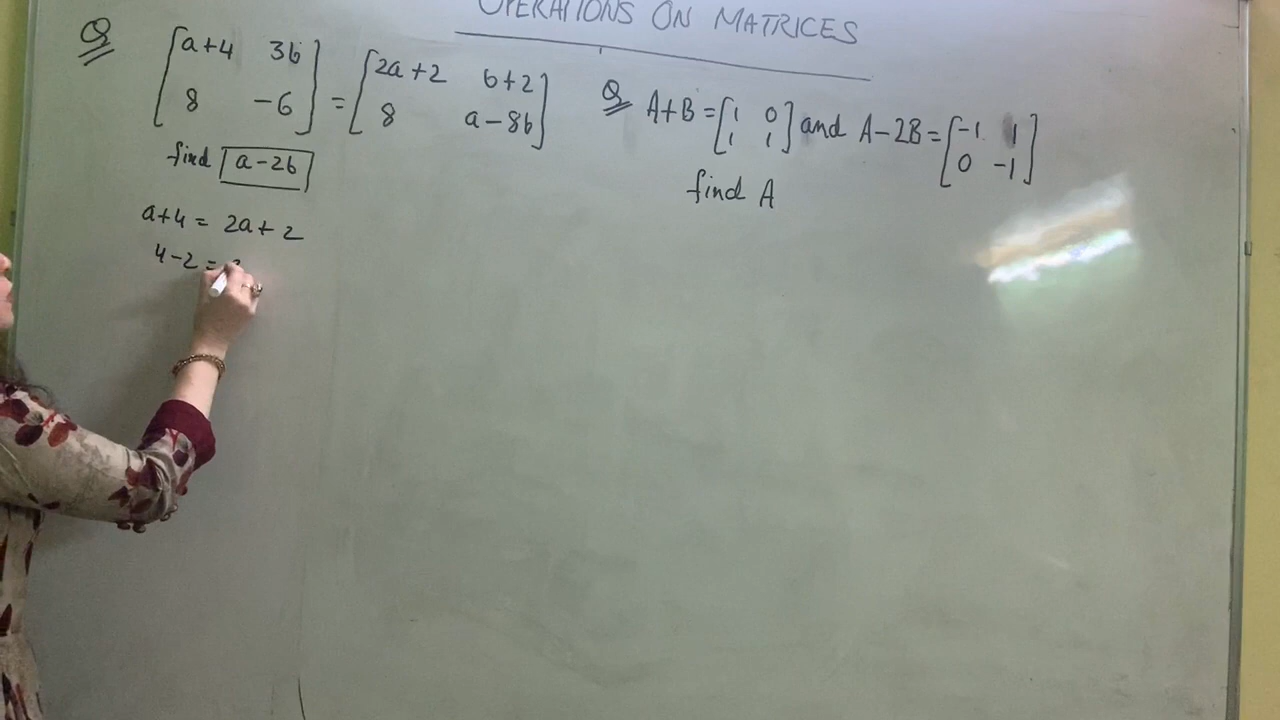 OPERATIONS ON MATRICES
Q [a+4 3b
8 -6] = [2a+2 b+2
8 a-8b]
find a-2b
a+4 = 2a+2
4-2 =
Q A+B = [1 0
1 1] and A-2B = [-1 1
0 -1]
find A